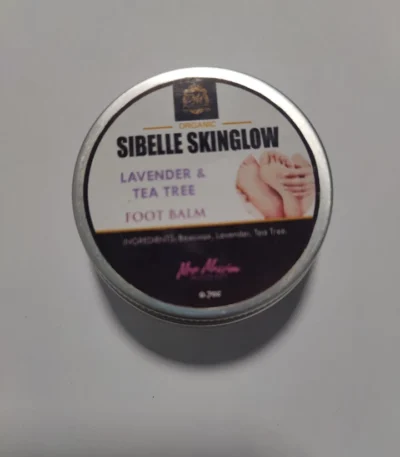 ORGANIC
SIBELLE SKINGLOW
LAVENDER &
TEA TREE
FOOT BALM
INGREDIENTS: Beeswax, Lavender, Tea Tree.